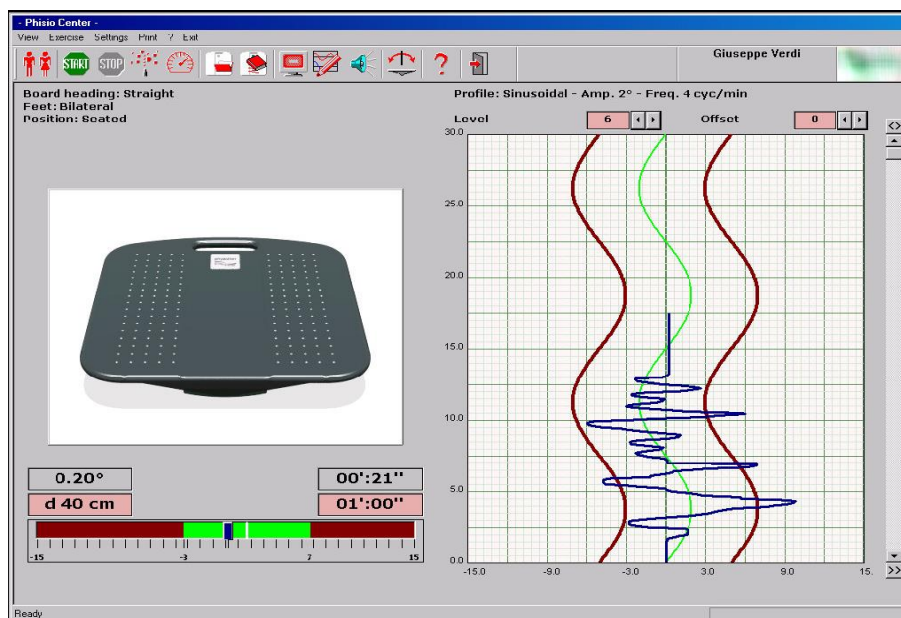 - Phisio Center -
View Exercise Settings Print ? Exit
START STOP ?
Giuseppe Verdi
Board heading: Straight
Feet: Bilateral
Position: Seated
Profile: Sinusoidal - Amp. 2° - Freq. 4 cyc/min
Level 6 Offset 0
30.0
25.0
20.0
15.0
10.0
5.0
0.0
-15.0 -9.0 -3.0 3.0 9.0 15.
<>
>>
0.20° 00':21"
d 40 cm 01':00"
-15 -3 7 15
Ready